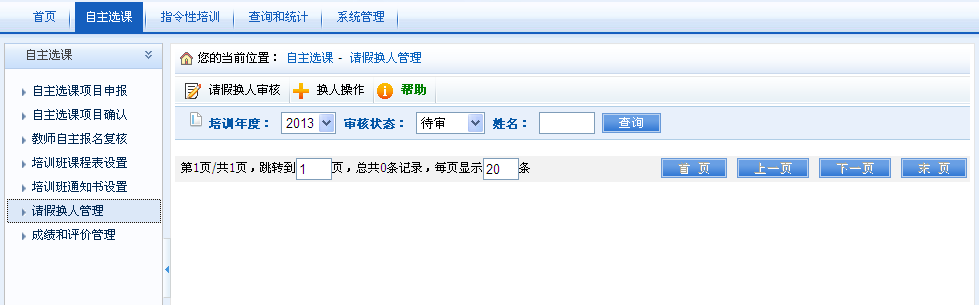 首页 自主选课 指令性培训 查询和统计 系统管理
自主选课
自主选课项目申报
自主选课项目确认
教师自主报名复核
培训班课程表设置
培训班通知书设置
请假换人管理
成绩和评价管理
您的当前位置： 自主选课 - 请假换人管理
请假换人审核 换人操作 帮助
培训年度： 2013 审核状态： 待审 姓名： 查询
第1页/共1页，跳转到 1 页，总共0条记录，每页显示 20 条 首 页 上一页 下一页 末 页